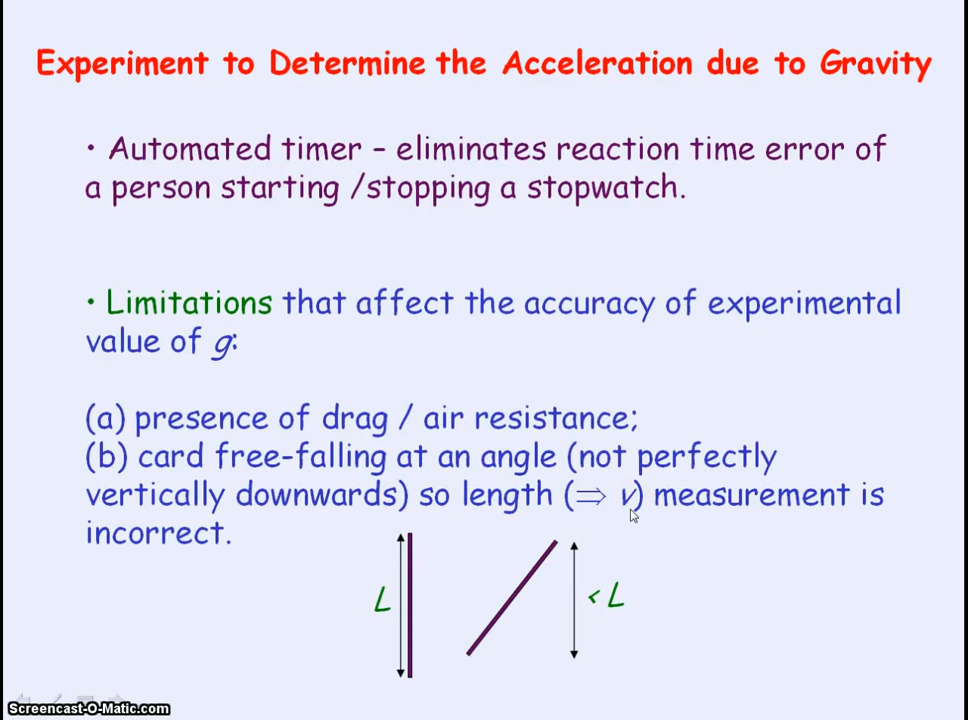 Experiment to Determine the Acceleration due to Gravity
• Automated timer – eliminates reaction time error of
a person starting /stopping a stopwatch.
• Limitations that affect the accuracy of experimental
value of g:
(a) presence of drag / air resistance;
(b) card free-falling at an angle (not perfectly
vertically downwards) so length (⇒ v) measurement is
incorrect.
L
< L
Screencast-O-Matic.com